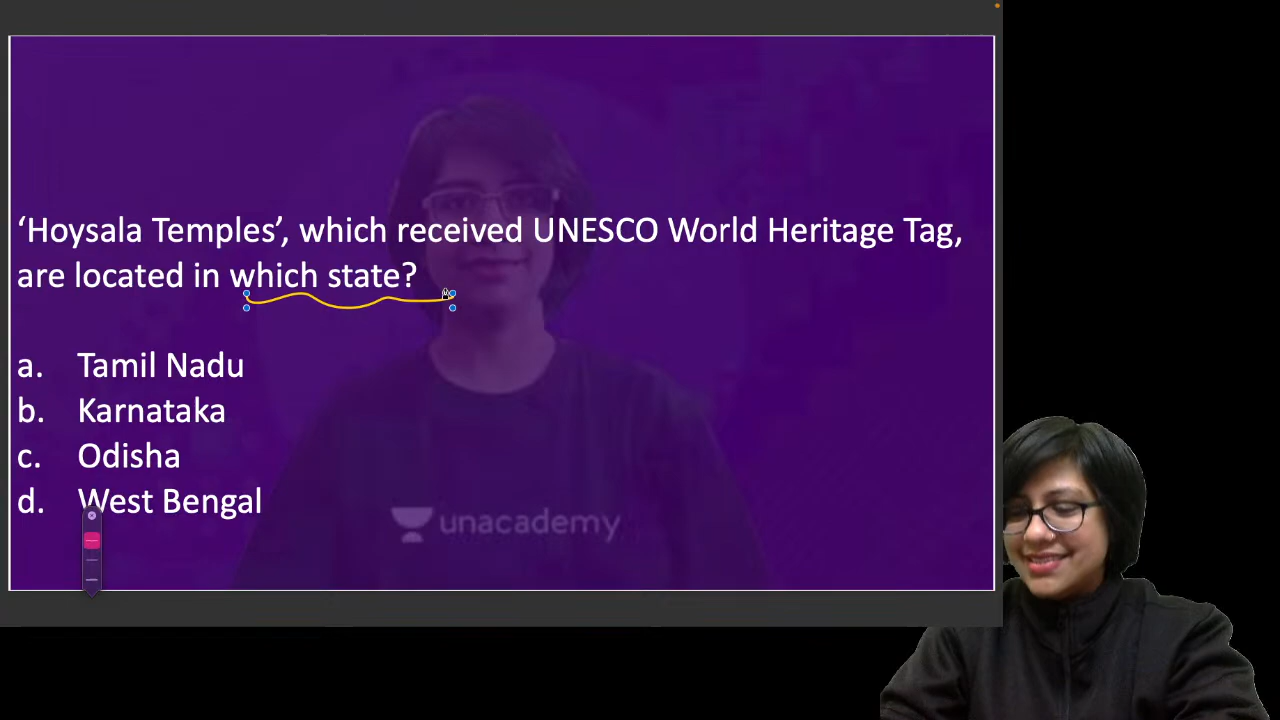 ‘Hoysala Temples’, which received UNESCO World Heritage Tag,
are located in which state?
a. Tamil Nadu
b. Karnataka
c. Odisha
d. West Bengal
unacademy